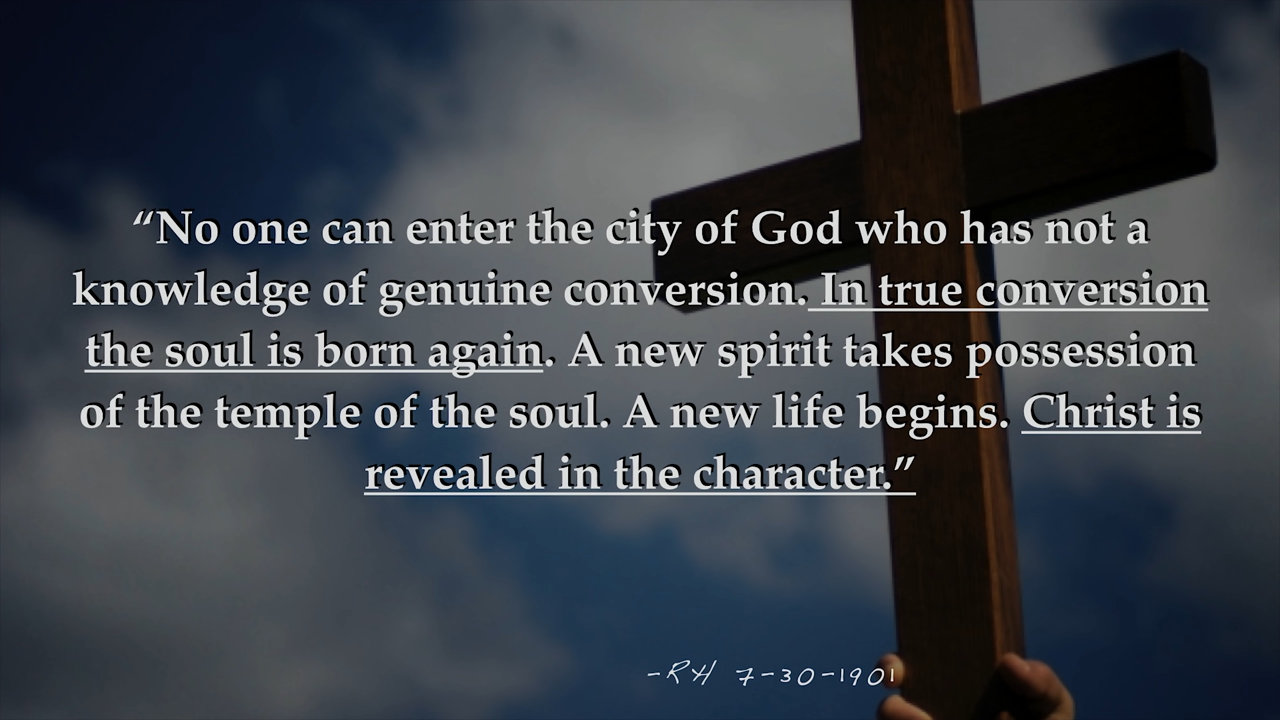 “No one can enter the city of God who has not a
knowledge of genuine conversion. In true conversion
the soul is born again. A new spirit takes possession
of the temple of the soul. A new life begins. Christ is
revealed in the character.”
-RH 7-30-1901